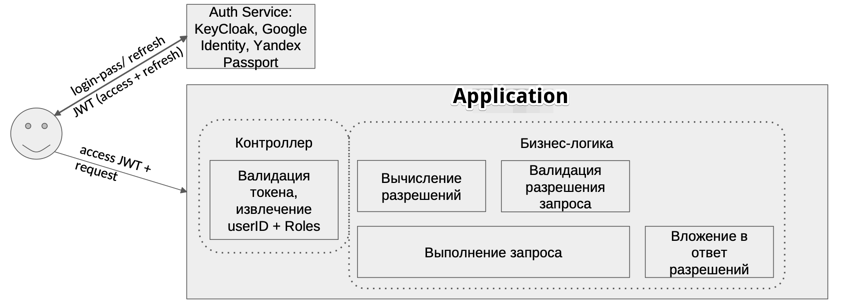 Auth Service:
KeyCloak, Google
Identity, Yandex
Passport
login-pass/ refresh
JWT (access + refresh)
access JWT +
request
Application
Контроллер
Валидация
токена,
извлечение
userID + Roles
Бизнес-логика
Вычисление
разрешений
Валидация
разрешения
запроса
Выполнение запроса
Вложение в
ответ
разрешений